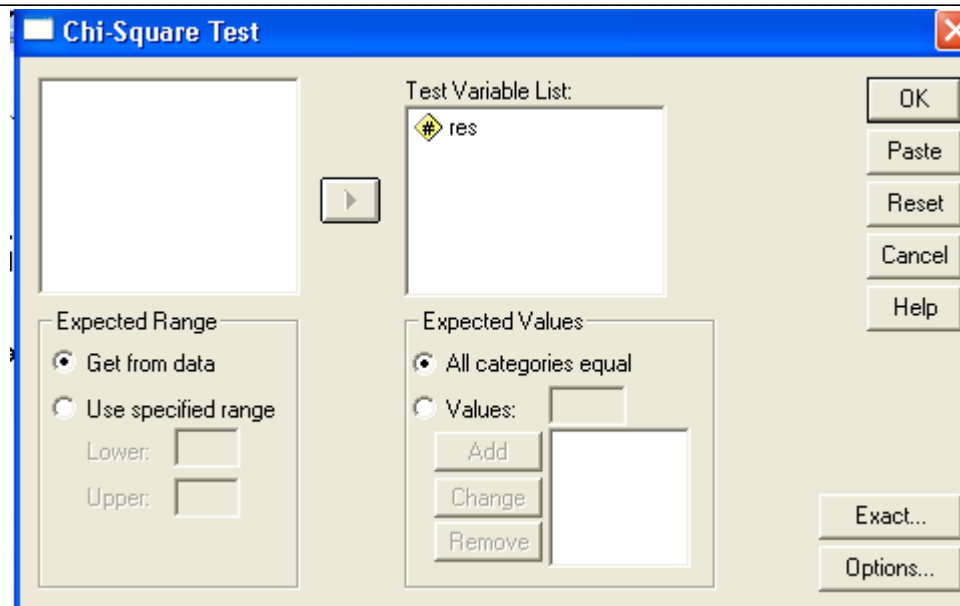 Chi-Square Test
Test Variable List:
# res
OK
Paste
Reset
Cancel
Help
Expected Range
Get from data
Use specified range
Lower:
Upper:
Expected Values
All categories equal
Values:
Add
Change
Remove
Exact...
Options...